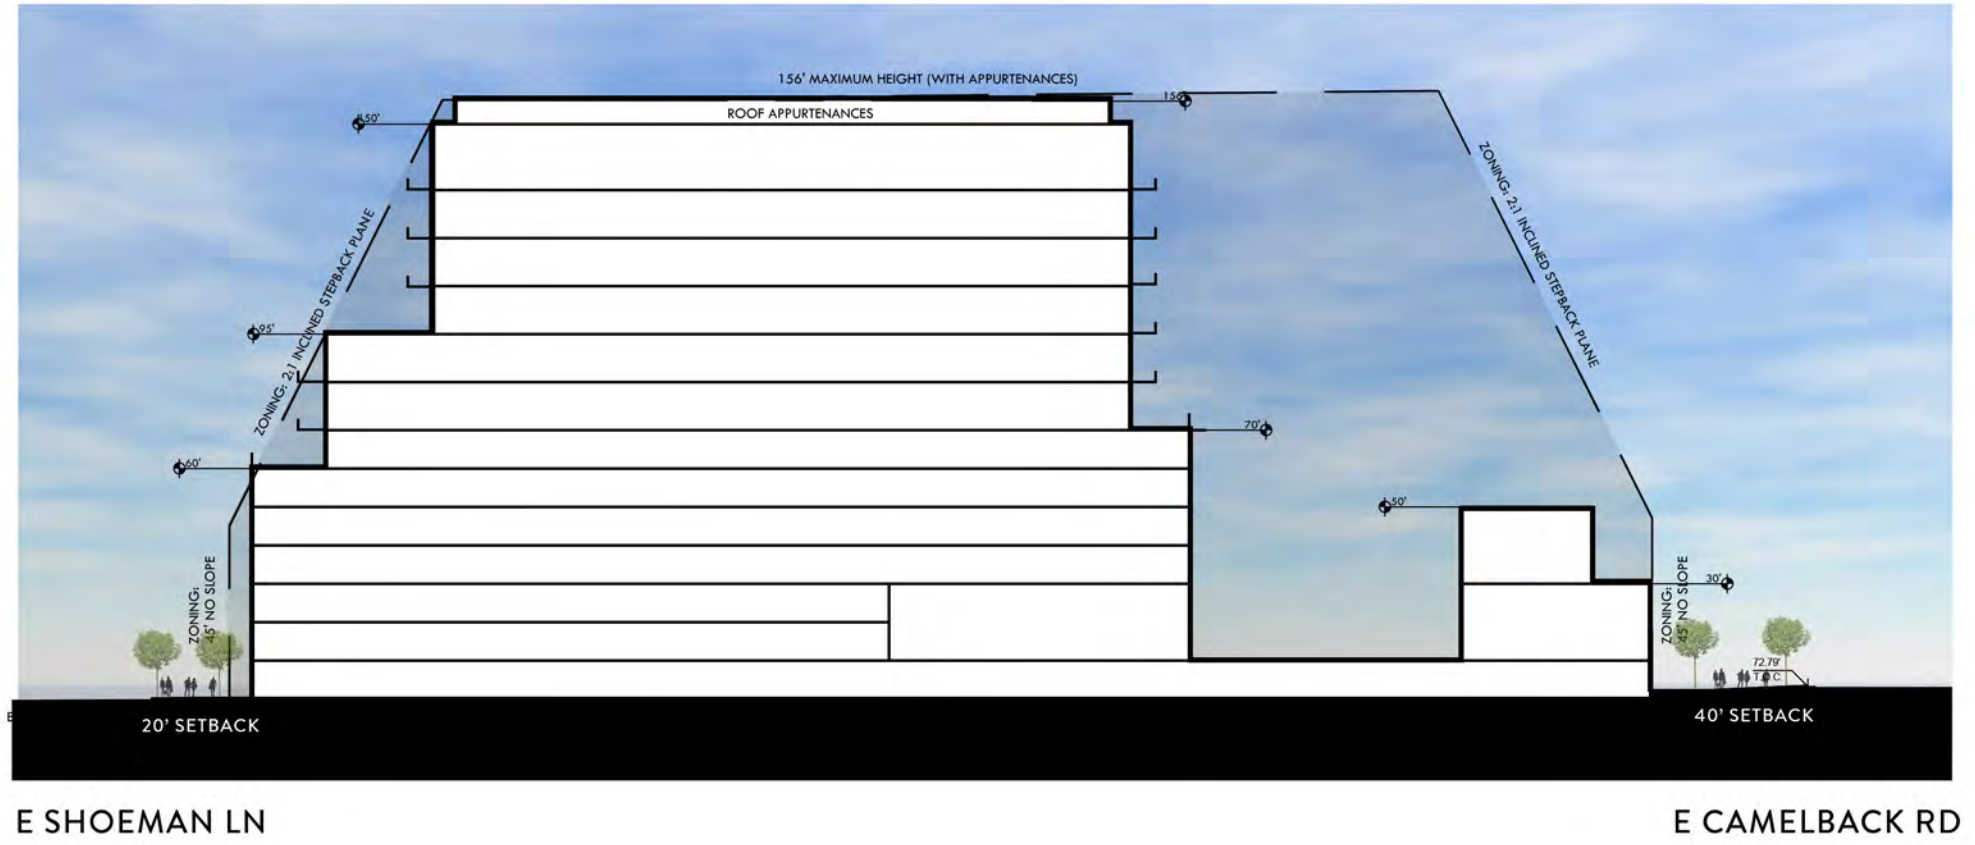 156' MAXIMUM HEIGHT (WITH APPURTENANCES)
156'
ROOF APPURTENANCES
150'
ZONING: 2:1 INCLINED STEPBACK PLANE
ZONING: 2:1 INCLINED STEPBACK PLANE
95'
70'
60'
50'
30'
ZONING:
45' NO SLOPE
ZONING:
45' NO SLOPE
72.79'
T.O.C.
20' SETBACK
40' SETBACK
E SHOEMAN LN
E CAMELBACK RD